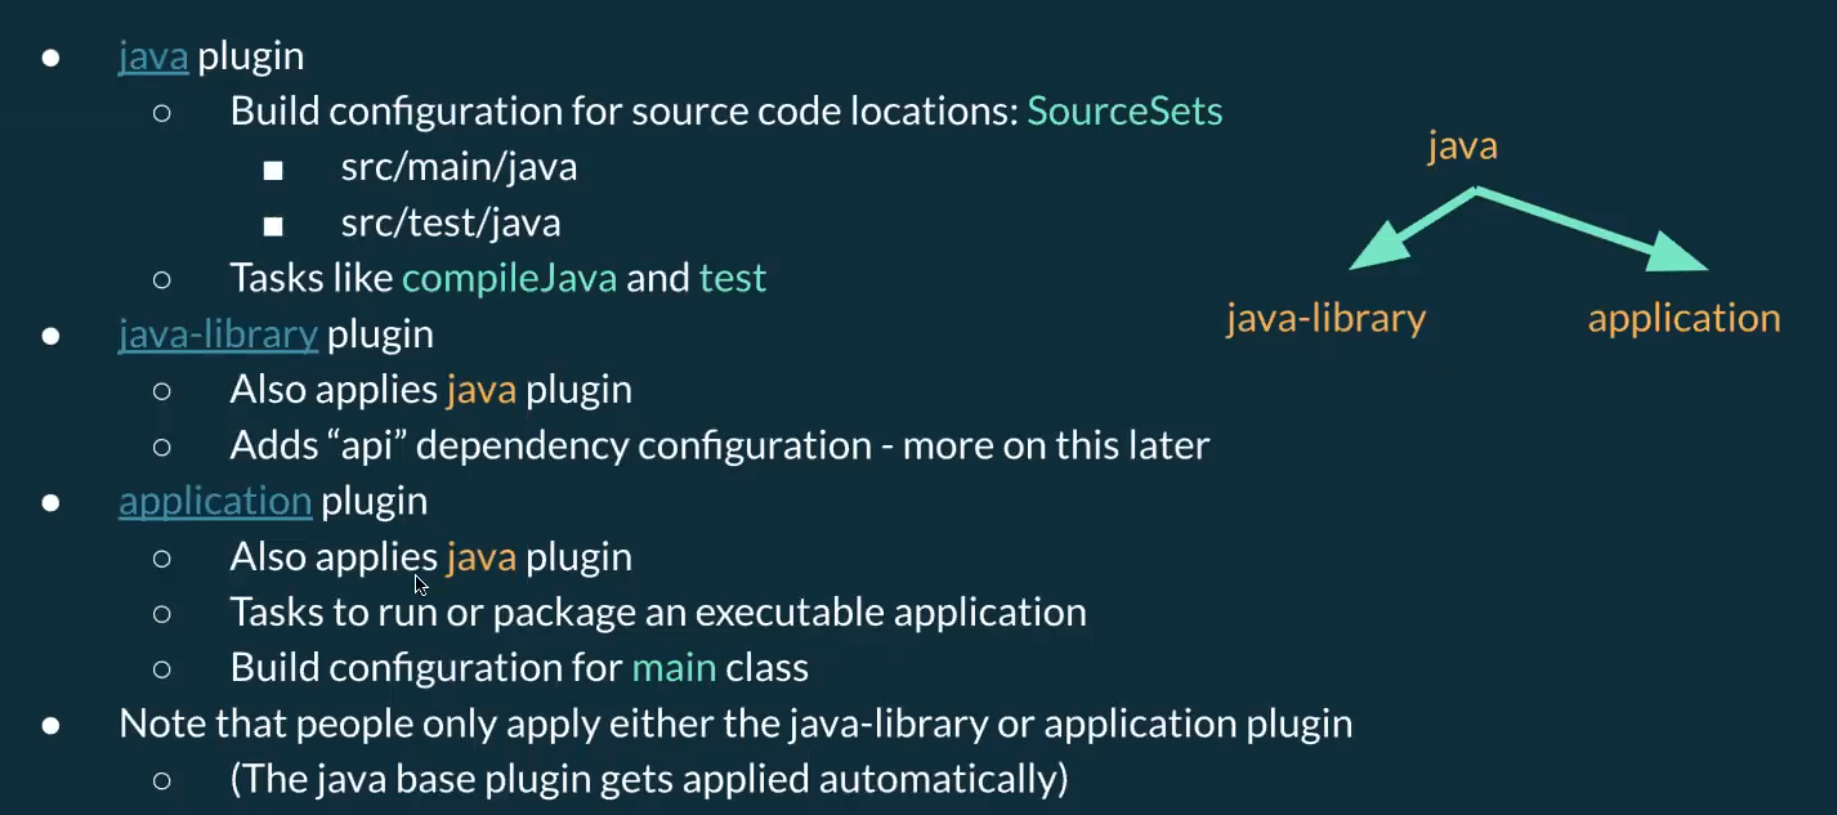 java plugin
Build configuration for source code locations: SourceSets
src/main/java
src/test/java
Tasks like compileJava and test
java-library plugin
Also applies java plugin
Adds “api” dependency configuration - more on this later
application plugin
Also applies java plugin
Tasks to run or package an executable application
Build configuration for main class
Note that people only apply either the java-library or application plugin
(The java base plugin gets applied automatically)
java
java-library
application